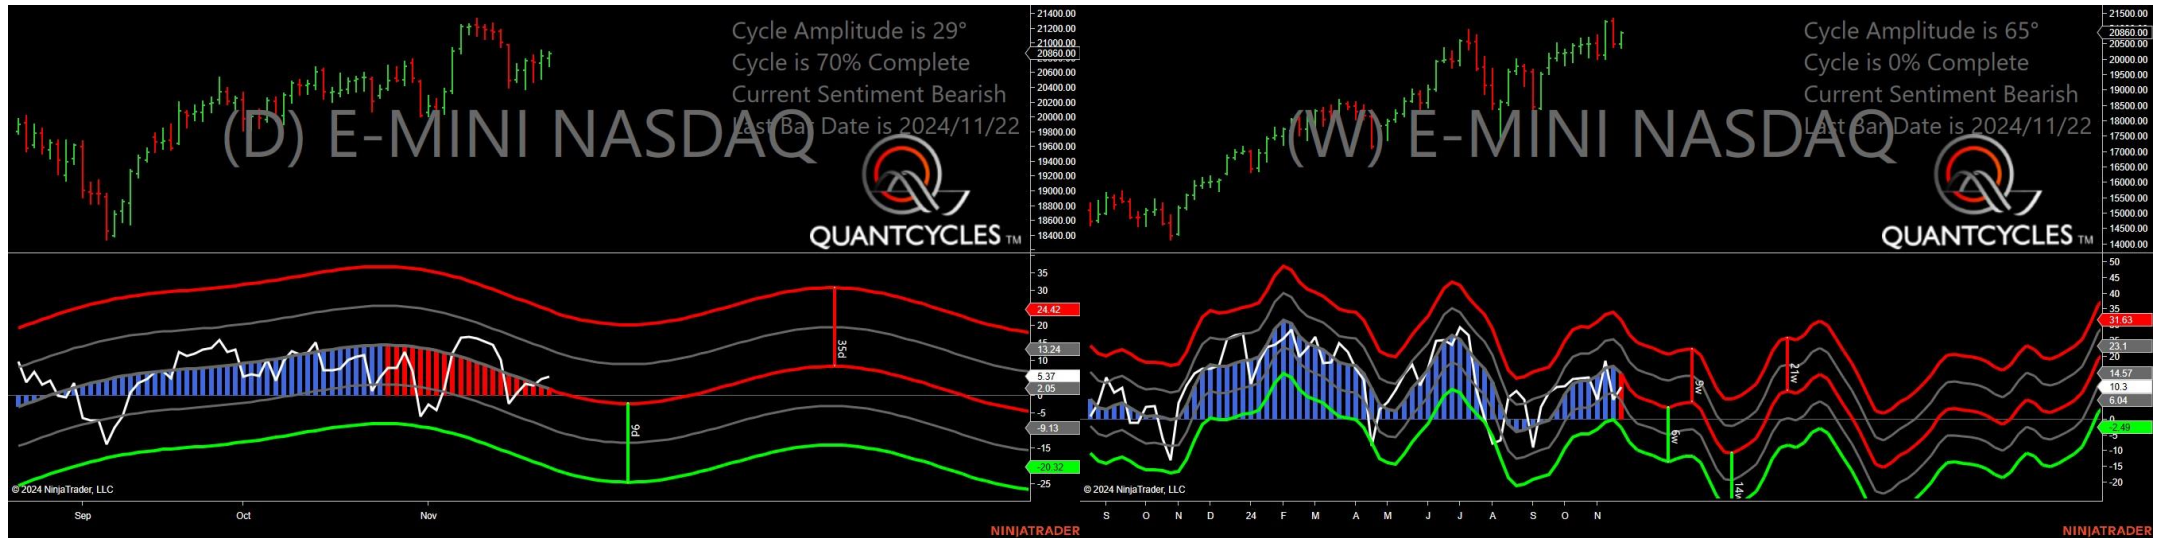 Cycle Amplitude is 29°
Cycle is 70% Complete
Current Sentiment Bearish
Last Bar Date is 2024/11/22
(D) E-MINI NASDAQ
QUANTCYCLES TM
21400.00
21000.00
20860.00
20600.00
20400.00
20200.00
20000.00
19800.00
19600.00
19400.00
19200.00
19000.00
18800.00
18600.00
18400.00
35
24.42
20
15
13.24
10
5.37
2.05
-5
-9.13
-15
-20.32
-25
35d
9d
© 2024 NinjaTrader, LLC
Sep Oct Nov
NINJATRADER
Cycle Amplitude is 65°
Cycle is 0% Complete
Current Sentiment Bearish
Last Bar Date is 2024/11/22
(W) E-MINI NASDAQ
QUANTCYCLES TM
21500.00
20860.00
20500.00
19500.00
19000.00
18500.00
18000.00
17500.00
17000.00
16500.00
16000.00
15500.00
15000.00
14500.00
14000.00
50
45
40
35
31.63
23.1
20
14.57
10.3
6.04
0
-2.49
-5
-10
-15
-20
9w
21w
6w
14w
© 2024 NinjaTrader, LLC
S O N D 24 F M A M J J A S O N
NINJATRADER